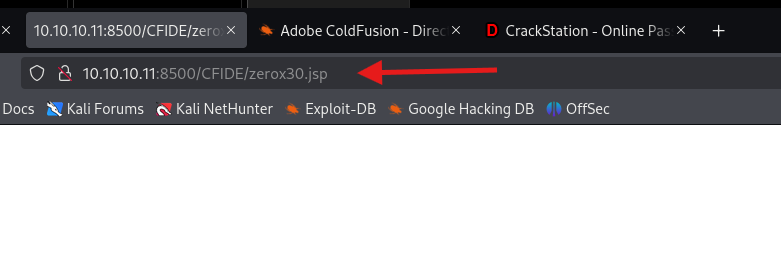 10.10.10.11:8500/CFIDE/zero Adobe ColdFusion - Direc CrackStation - Online Pas
10.10.10.11:8500/CFIDE/zerox30.jsp
Docs Kali Forums Kali NetHunter Exploit-DB Google Hacking DB OffSec